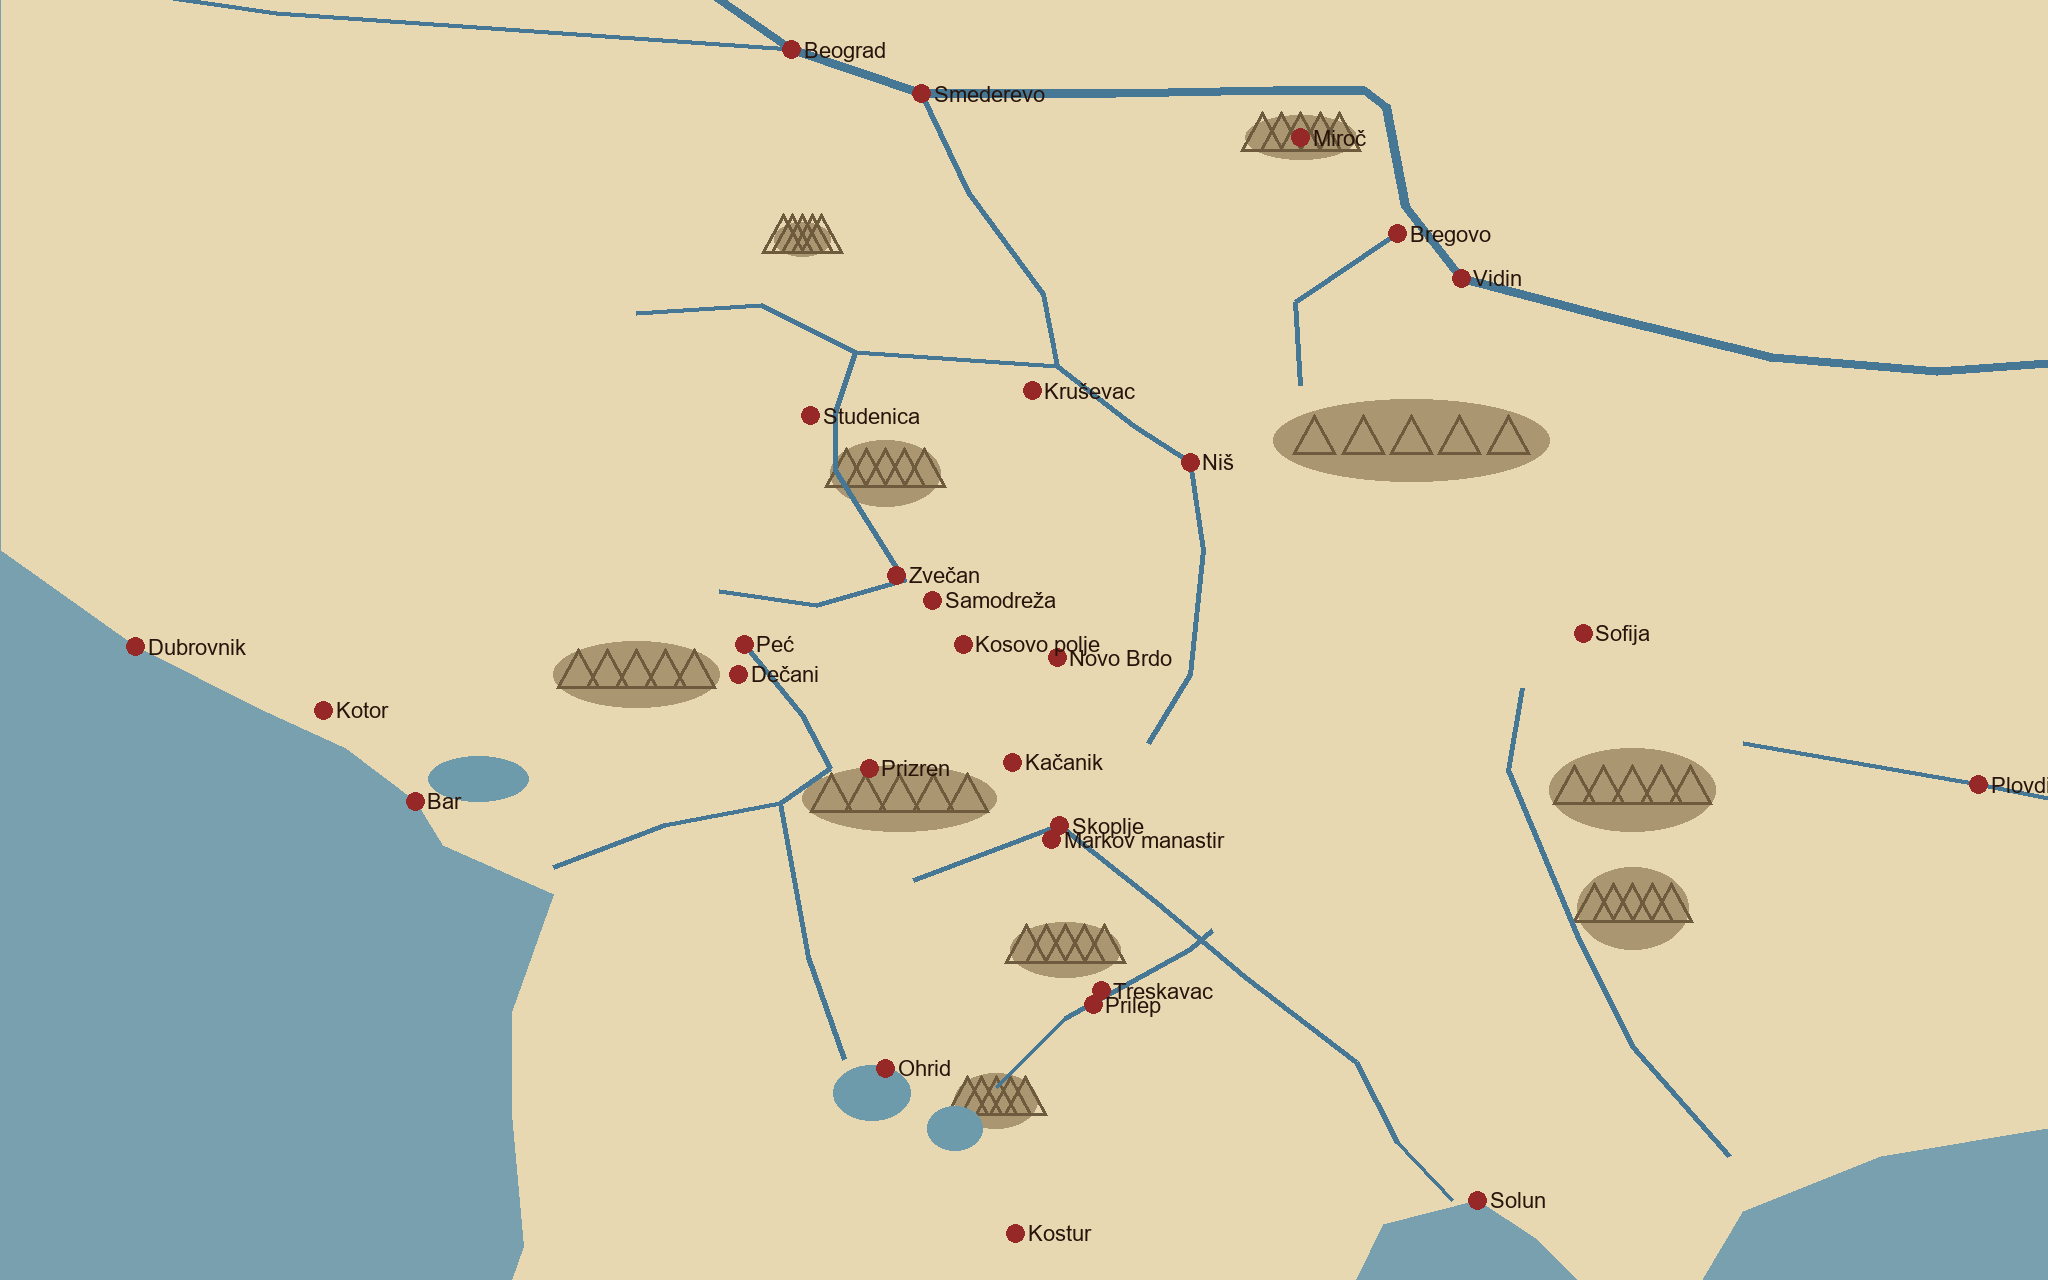 Beograd
Smederevo
Miroč
Bregovo
Vidin
Kruševac
Studenica
Niš
Zvečan
Samodreža
Sofija
Peć
Kosovo polje
Dubrovnik
Novo Brdo
Dečani
Kotor
Kačanik
Prizren
Plovdi
Bar
Skoplje
Markov manastir
Treskavac
Prilep
Ohrid
Solun
Kostur